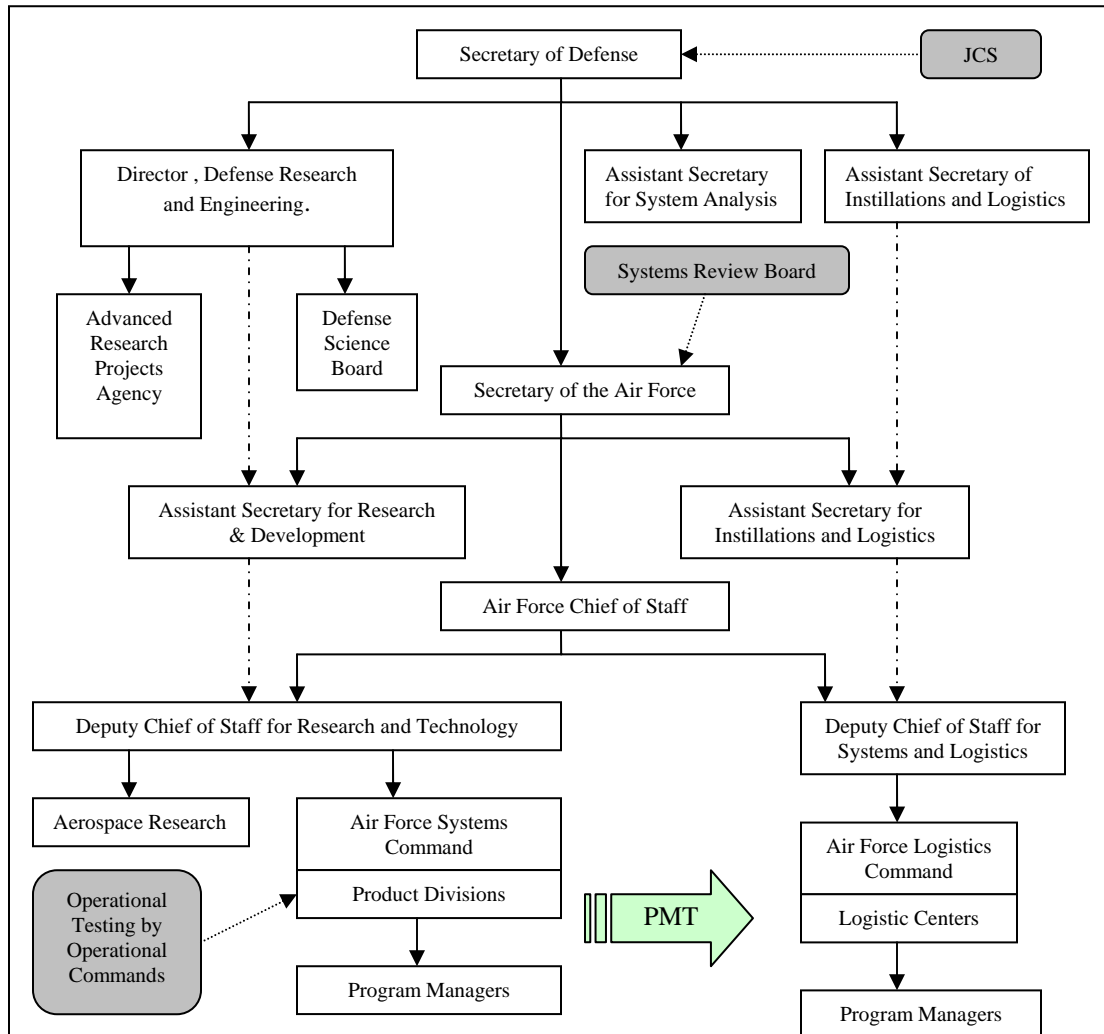 Secretary of Defense
JCS
Director , Defense Research
and Engineering.
Assistant Secretary
for System Analysis
Assistant Secretary of
Instillations and Logistics
Systems Review Board
Advanced
Research
Projects
Agency
Defense
Science
Board
Secretary of the Air Force
Assistant Secretary for Research
& Development
Assistant Secretary for
Instillations and Logistics
Air Force Chief of Staff
Deputy Chief of Staff for Research and Technology
Deputy Chief of Staff for
Systems and Logistics
Aerospace Research
Air Force Systems
Command
Product Divisions
Air Force Logistics
Command
Logistic Centers
Operational
Testing by
Operational
Commands
PMT
Program Managers
Program Managers